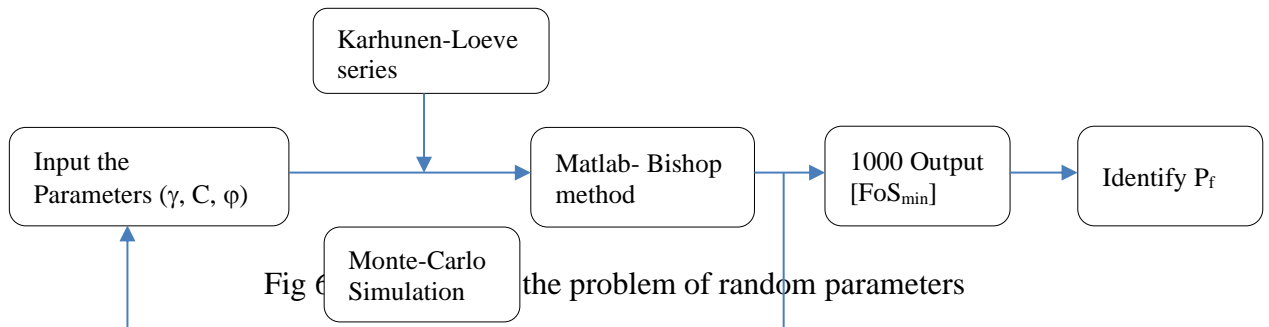 Karhunen-Loeve
series
Input the
Parameters (γ, C, φ)
Matlab- Bishop
method
1000 Output
[FoSmin]
Identify Pf
Monte-Carlo
Simulation
Fig the problem of random parameters